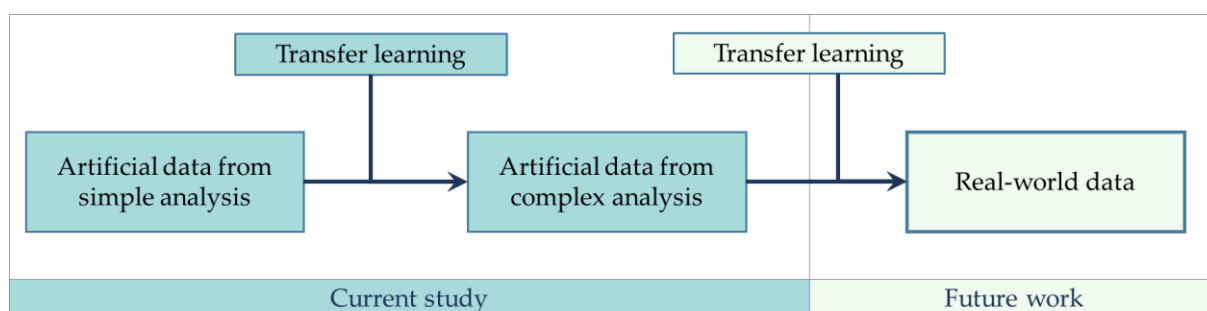 Transfer learning
Transfer learning
Artificial data from
simple analysis
Artificial data from
complex analysis
Real-world data
Current study
Future work